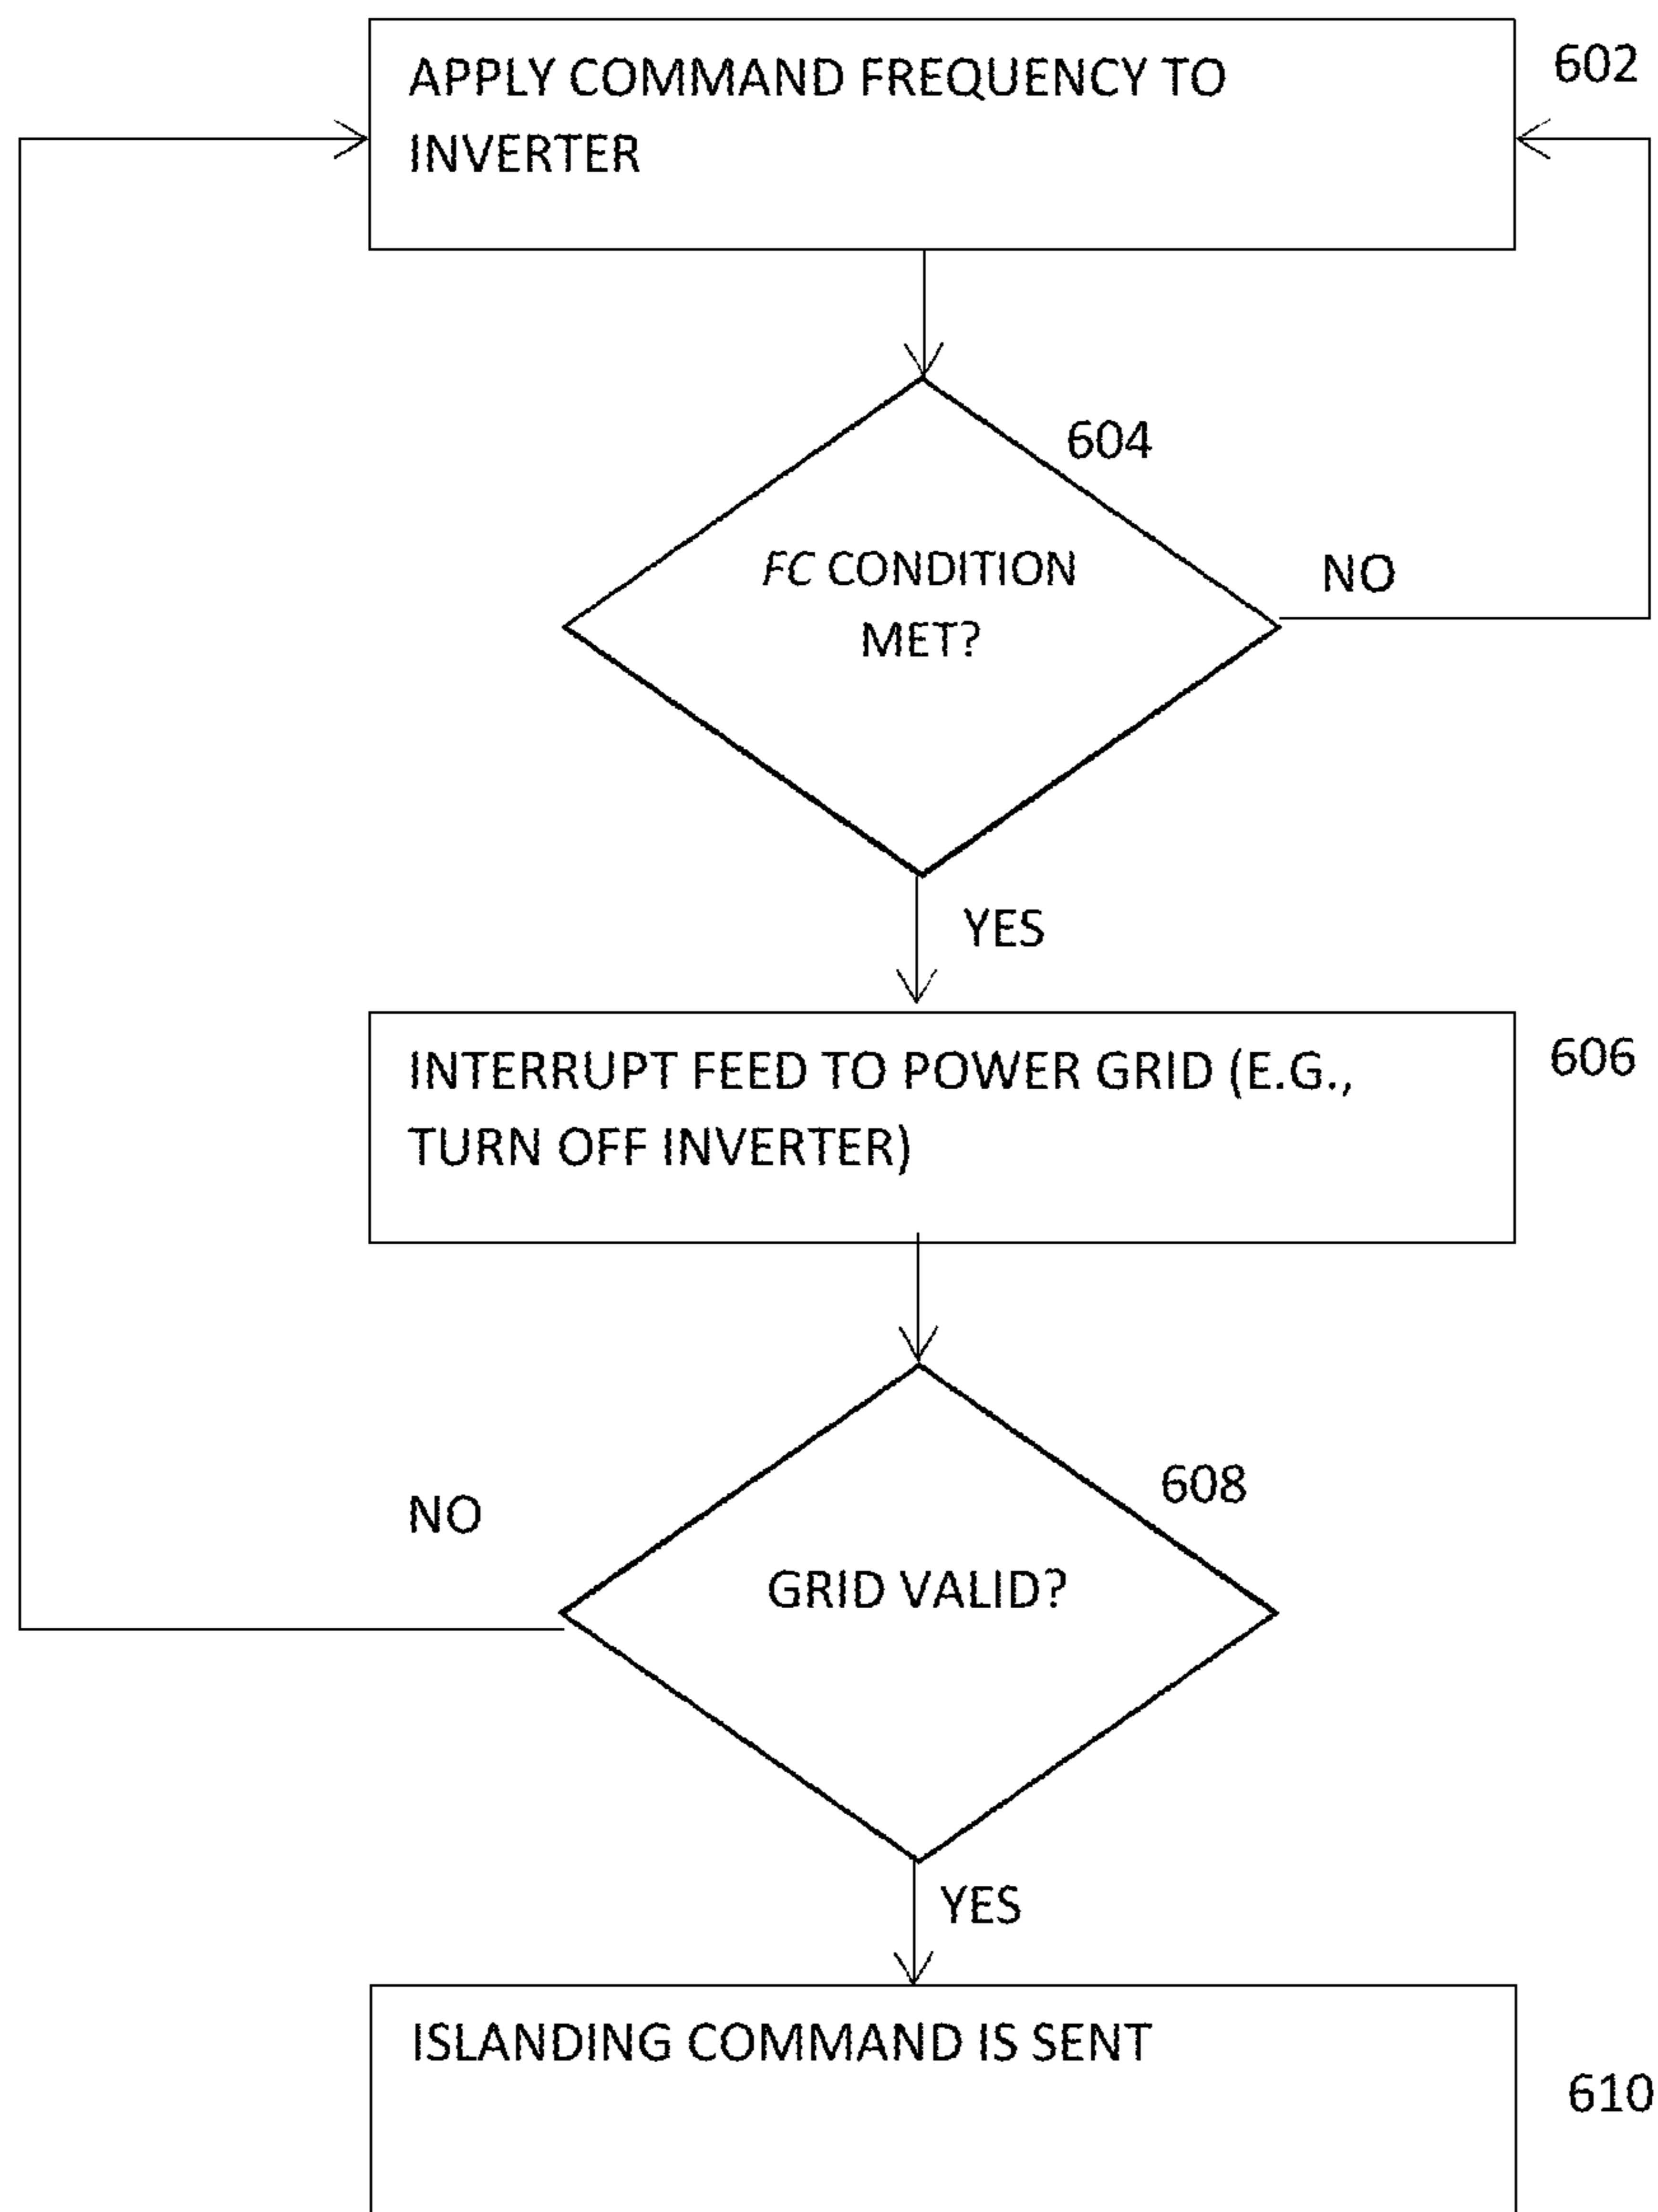 APPLY COMMAND FREQUENCY TO
INVERTER
602
604
FC CONDITION
MET?
NO
YES
INTERRUPT FEED TO POWER GRID (E.G.,
TURN OFF INVERTER)
606
608
NO
GRID VALID?
YES
ISLANDING COMMAND IS SENT
610